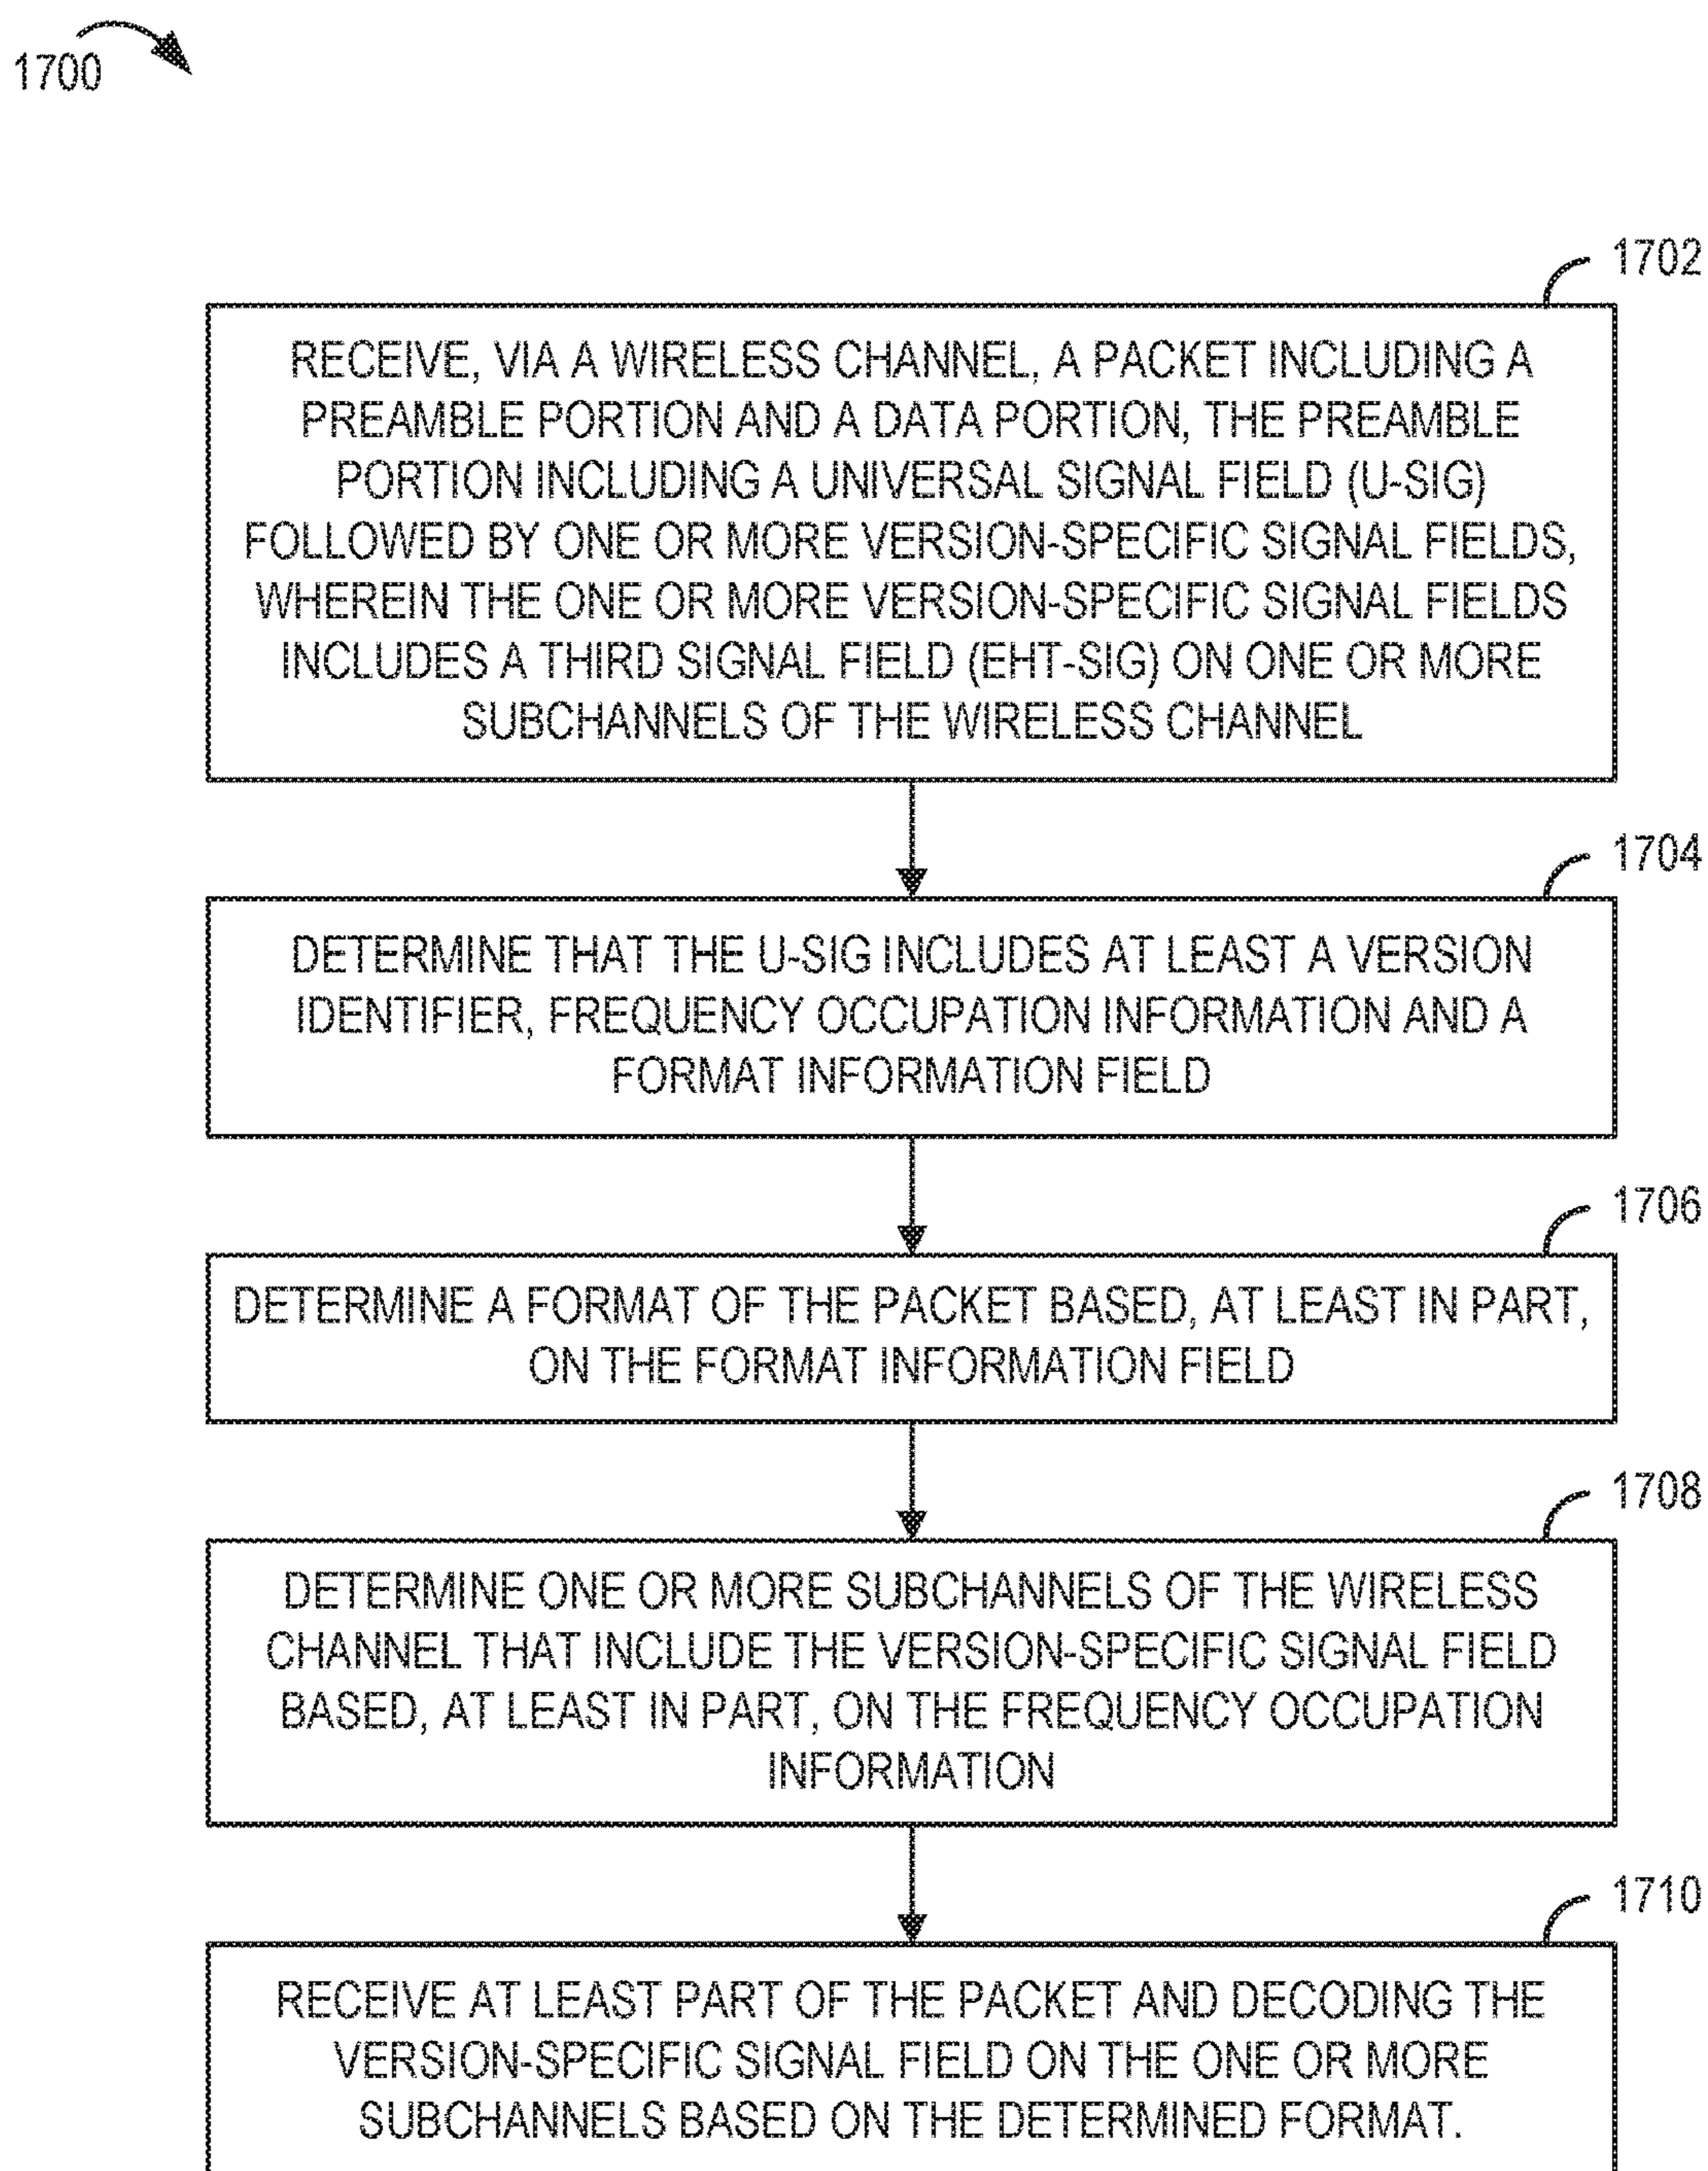 1700
1702
RECEIVE, VIA A WIRELESS CHANNEL, A PACKET INCLUDING A
PREAMBLE PORTION AND A DATA PORTION, THE PREAMBLE
PORTION INCLUDING A UNIVERSAL SIGNAL FIELD (U-SIG)
FOLLOWED BY ONE OR MORE VERSION-SPECIFIC SIGNAL FIELDS,
WHEREIN THE ONE OR MORE VERSION-SPECIFIC SIGNAL FIELDS
INCLUDES A THIRD SIGNAL FIELD (EHT-SIG) ON ONE OR MORE
SUBCHANNELS OF THE WIRELESS CHANNEL
1704
DETERMINE THAT THE U-SIG INCLUDES AT LEAST A VERSION
IDENTIFIER, FREQUENCY OCCUPATION INFORMATION AND A
FORMAT INFORMATION FIELD
1706
DETERMINE A FORMAT OF THE PACKET BASED, AT LEAST IN PART,
ON THE FORMAT INFORMATION FIELD
1708
DETERMINE ONE OR MORE SUBCHANNELS OF THE WIRELESS
CHANNEL THAT INCLUDE THE VERSION-SPECIFIC SIGNAL FIELD
BASED, AT LEAST IN PART, ON THE FREQUENCY OCCUPATION
INFORMATION
1710
RECEIVE AT LEAST PART OF THE PACKET AND DECODING THE
VERSION-SPECIFIC SIGNAL FIELD ON THE ONE OR MORE
SUBCHANNELS BASED ON THE DETERMINED FORMAT.